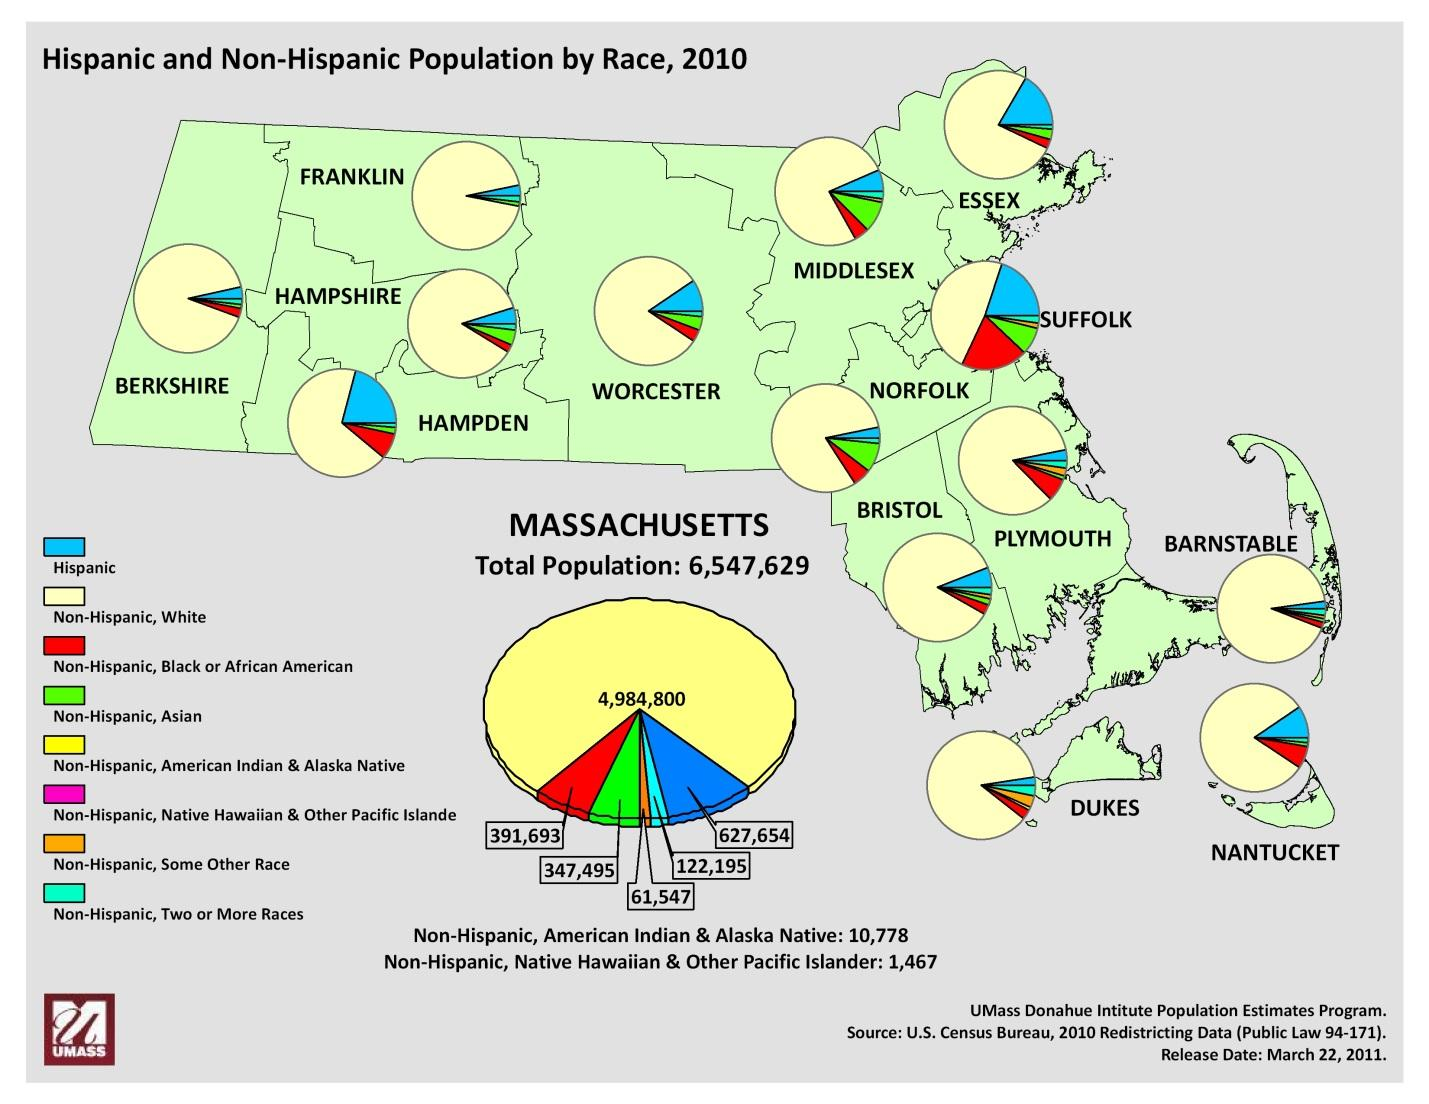 Hispanic and Non-Hispanic Population by Race, 2010
FRANKLIN
ESSEX
MIDDLESEX
HAMPSHIRE
SUFFOLK
BERKSHIRE
WORCESTER
NORFOLK
HAMPDEN
BRISTOL
PLYMOUTH
BARNSTABLE
DUKES
NANTUCKET
MASSACHUSETTS
Total Population: 6,547,629
Hispanic
Non-Hispanic, White
Non-Hispanic, Black or African American
Non-Hispanic, Asian
Non-Hispanic, American Indian & Alaska Native
Non-Hispanic, Native Hawaiian & Other Pacific Islande
Non-Hispanic, Some Other Race
Non-Hispanic, Two or More Races
4,984,800
391,693
627,654
347,495
122,195
61,547
Non-Hispanic, American Indian & Alaska Native: 10,778
Non-Hispanic, Native Hawaiian & Other Pacific Islander: 1,467
UMASS
UMass Donahue Intitute Population Estimates Program.
Source: U.S. Census Bureau, 2010 Redistricting Data (Public Law 94-171).
Release Date: March 22, 2011.